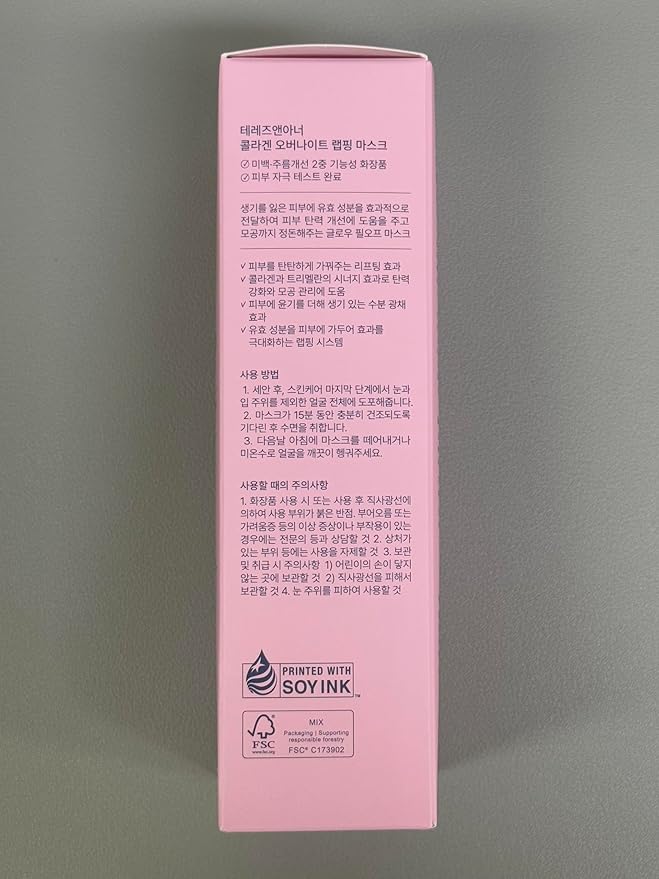 테레즈앤아너
콜라겐 오버나이트 랩핑 마스크
미백·주름개선 2중 기능성 화장품
피부 자극 테스트 완료
생기를 잃은 피부에 유효 성분을 효과적으로
전달하여 피부 탄력 개선에 도움을 주고
모공까지 정돈해주는 글로우 필오프 마스크
✓ 피부를 탄탄하게 가꿔주는 리프팅 효과
✓ 콜라겐과 트리멜란의 시너지 효과로 탄력
강화와 모공 관리에 도움
✓ 피부에 윤기를 더해 생기 있는 수분 광채
효과
✓ 유효 성분을 피부에 가두어 효과를
극대화하는 랩핑 시스템
사용 방법
1. 세안 후, 스킨케어 마지막 단계에서 눈과
입 주위를 제외한 얼굴 전체에 도포해줍니다.
2. 마스크가 15분 동안 충분히 건조되도록
기다린 후 수면을 취합니다.
3. 다음날 아침에 마스크를 떼어내거나
미온수로 얼굴을 깨끗이 헹궈주세요.
사용할 때의 주의사항
1. 화장품 사용 시 또는 사용 후 직사광선에
의하여 사용 부위가 붉은 반점. 부어오름 또는
가려움증 등의 이상 증상이나 부작용이 있는
경우에는 전문의 등과 상담할 것 2. 상처가
있는 부위 등에는 사용을 자제할 것 3. 보관
및 취급 시 주의사항 1) 어린이의 손이 닿지
않는 곳에 보관할 것 2) 직사광선을 피해서
보관할 것 4. 눈 주위를 피하여 사용할 것
PRINTED WITH
SOY INK™
FSC
www.fsc.org
MIX
Packaging | Supporting
responsible forestry
FSC® C173902